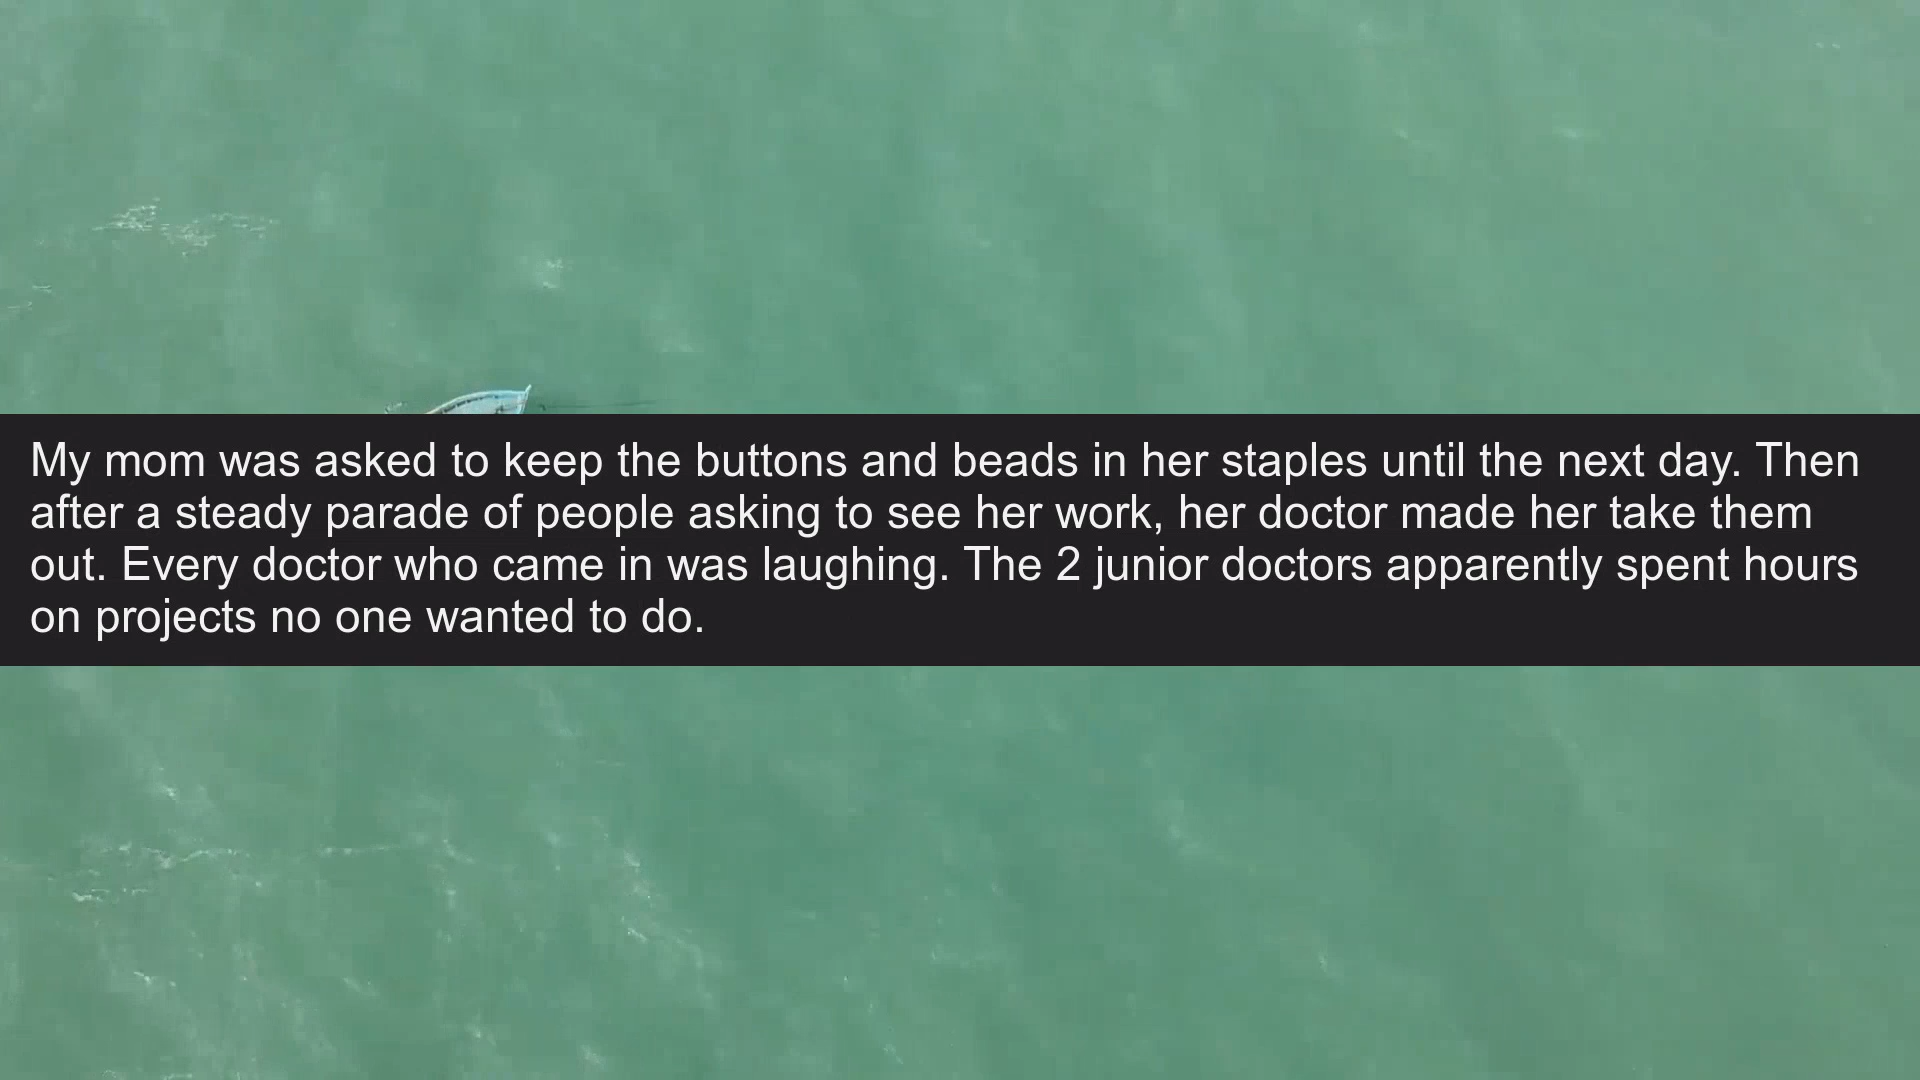 My mom was asked to keep the buttons and beads in her staples until the next day. Then
after a steady parade of people asking to see her work, her doctor made her take them
out. Every doctor who came in was laughing. The 2 junior doctors apparently spent hours
on projects no one wanted to do.